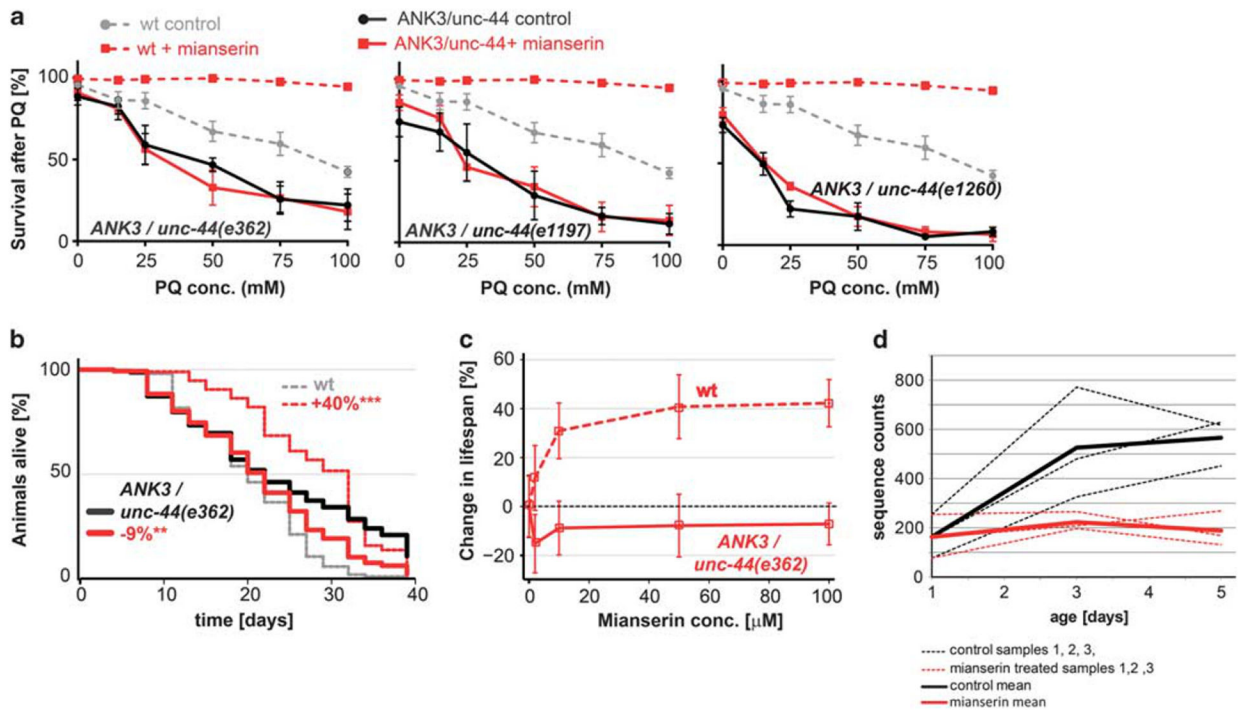 a
wt control
wt + mianserin
ANK3/unc-44 control
ANK3/unc-44+ mianserin
Survival after PQ [%]
100
50
0
ANK3 / unc-44(e362)
0 25 50 75 100
PQ conc. (mM)
ANK3 / unc-44(e1197)
0 25 50 75 100
PQ conc. (mM)
ANK3 / unc-44(e1260)
0 25 50 75 100
PQ conc. (mM)
b
Animals alive [%]
100
50
0
wt
+40%***
ANK3 /
unc-44(e362)
-9%**
0 10 20 30 40
time [days]
c
Change in lifespan [%]
60
40
20
0
−20
wt
ANK3 /
unc-44(e362)
0 20 40 60 80 100
Mianserin conc. [μM]
d
sequence counts
800
600
400
200
0
1 2 3 4 5
age [days]
control samples 1, 2, 3,
mianserin treated samples 1,2 ,3
control mean
mianserin mean